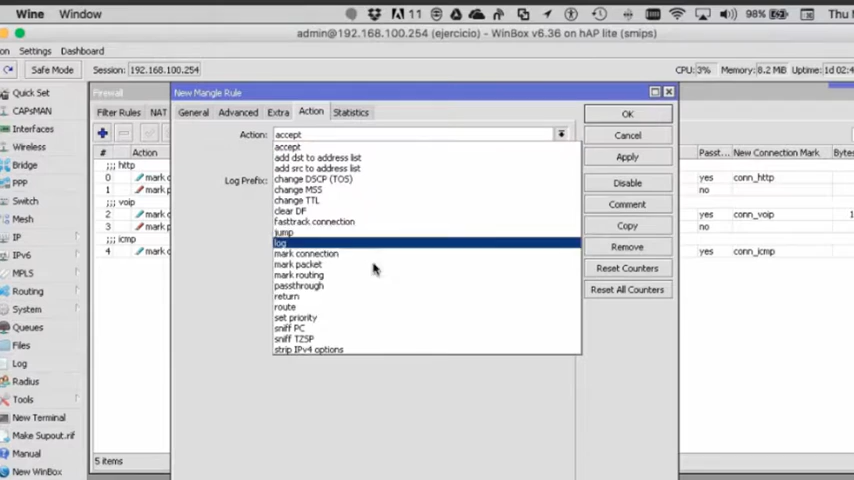 Wine Window 11 98% Thu
admin@192.168.100.254 (ejercicio) - WinBox v6.36 on hAP lite (smips)
Settings Dashboard
Safe Mode Session: 192.168.100.254 CPU: 3% Memory: 8.2 MiB Uptime:
Quick Set
CAPsMAN
Interfaces
Wireless
Bridge
PPP
Switch
Mesh
IP
IPv6
MPLS
Routing
System
Queues
Files
Log
Radius
Tools
New Terminal
Make Supout.rif
Manual
New WinBox
Firewall
Filter Rules NAT
# Action
;;; http
0 mark
1 mark
;;; voip
2 mark
3 mark
;;; icmp
4 mark
5 items
New Mangle Rule
General Advanced Extra Action Statistics
Action: accept
Log Prefix:
accept
add dst to address list
add src to address list
change DSCP (TOS)
change MSS
change TTL
clear DF
fasttrack connection
jump
log
mark connection
mark packet
mark routing
passthrough
return
route
set priority
sniff PC
sniff TZSP
strip IPv4 options
OK
Cancel
Apply
Disable
Comment
Copy
Remove
Reset Counters
Reset All Counters
Passt... New Connection Mark Bytes
yes conn_http
no
yes conn_voip
no
yes conn_icmp